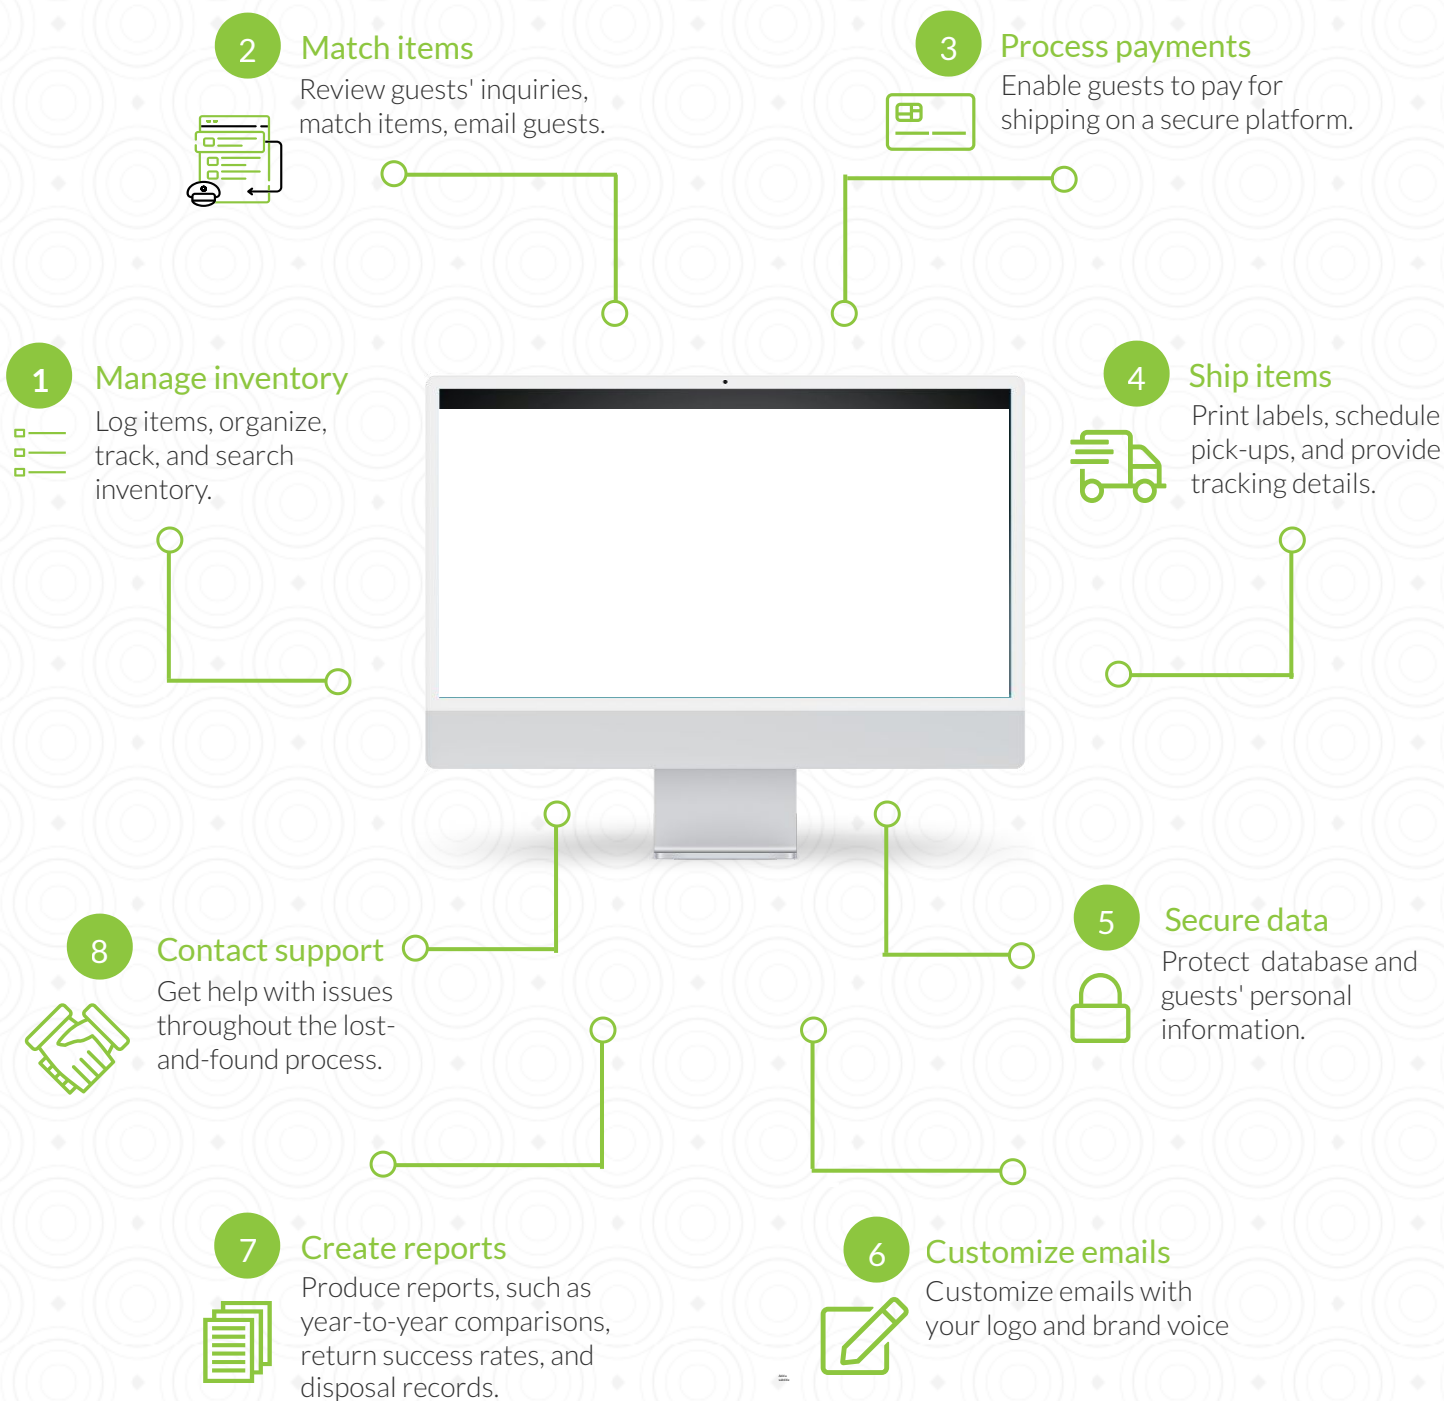 2
Match items
Review guests' inquiries,
match items, email guests.
3
Process payments
Enable guests to pay for
shipping on a secure platform.
1
Manage inventory
Log items, organize,
track, and search
inventory.
4
Ship items
Print labels, schedule
pick-ups, and provide
tracking details.
8
Contact support
Get help with issues
throughout the lost-
and-found process.
5
Secure data
Protect  database and
guests' personal
information.
7
Create reports
Produce reports, such as
year-to-year comparisons,
return success rates, and
disposal records.
6
Customize emails
Customize emails with
your logo and brand voice